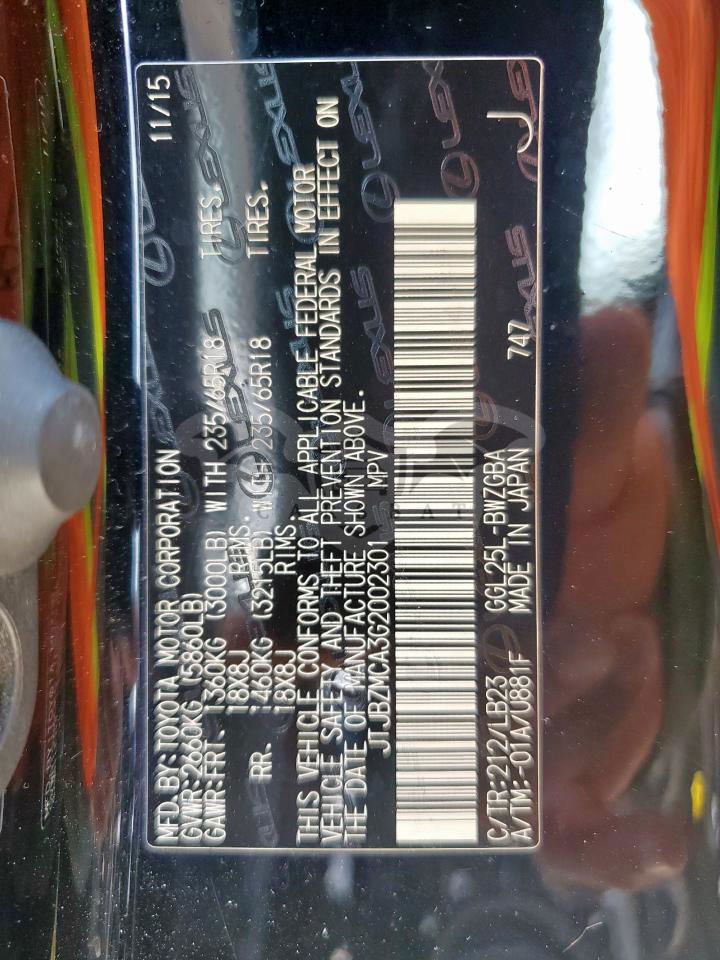 MFD.BY:TOYOTA MOTOR CORPORATION 11/15
GVWR:2660KG (5860LB)
GAWR:FRT. 1360KG (3000LB) WITH 235/65R18 TIRES.
18X8J RIMS.
RR. 1460KG (3215LB) WITH 235/65R18 TIRES.
18X8J RIMS.
THIS VEHICLE CONFORMS TO ALL APPLICABLE FEDERAL MOTOR
VEHICLE SAFETY AND THEFT PREVENTION STANDARDS IN EFFECT ON
THE DATE OF MANUFACTURE SHOWN ABOVE.
JTJBZMCA3G2002301 MPV
C/TR:212/LB23 GGL25L-BWZGBA
A/TM:-01A/U881F MADE IN JAPAN 747 J
LEXUS